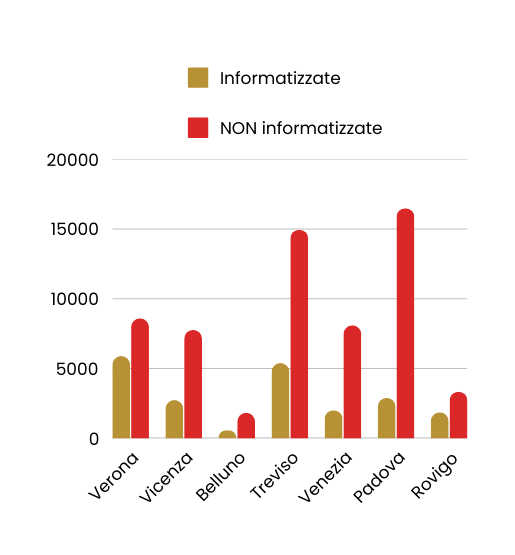 Informatizzate
NON informatizzate
20000
15000
10000
5000
0
Verona
Vicenza
Belluno
Treviso
Venezia
Padova
Rovigo